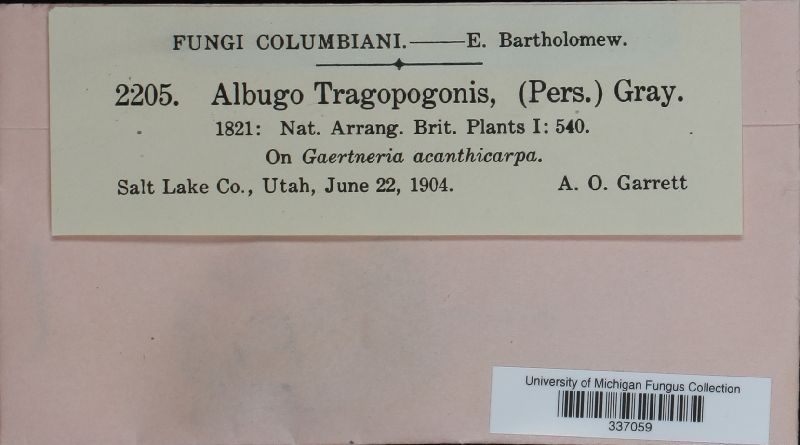 FUNGI COLUMBIANI.—E. Bartholomew.
2205. Albugo Tragopogonis, (Pers.) Gray.
1821: Nat. Arrang. Brit. Plants I: 540.
On Gaertneria acanthicarpa.
Salt Lake Co., Utah, June 22, 1904. A. O. Garrett
University of Michigan Fungus Collection
337059